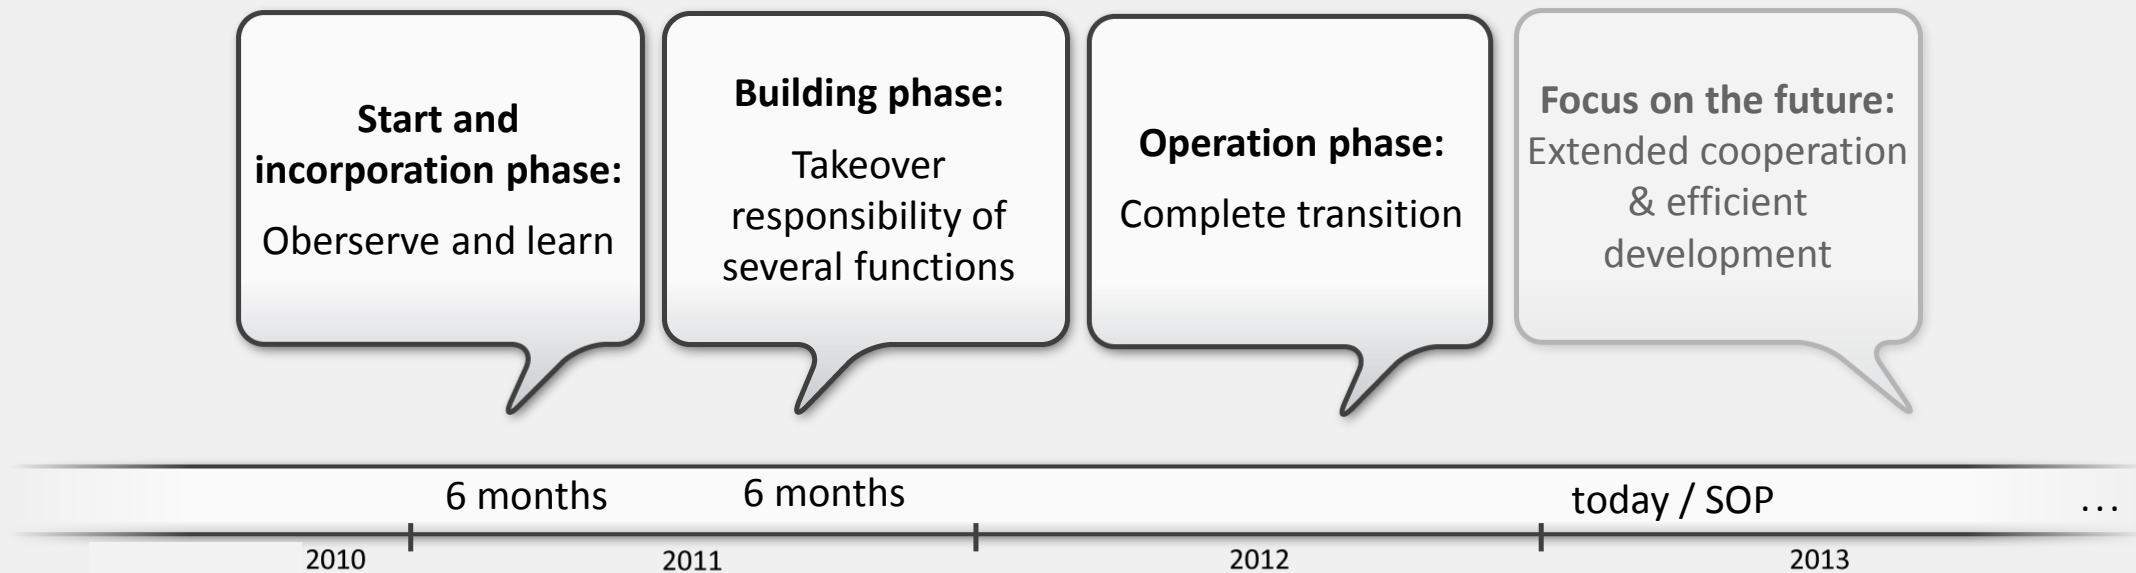 Start and
incorporation phase:
Oberserve and learn
Building phase:
Takeover
responsibility of
several functions
Operation phase:
Complete transition
Focus on the future:
Extended cooperation
& efficient
development
6 months
6 months
today / SOP
...
2010
2011
2012
2013